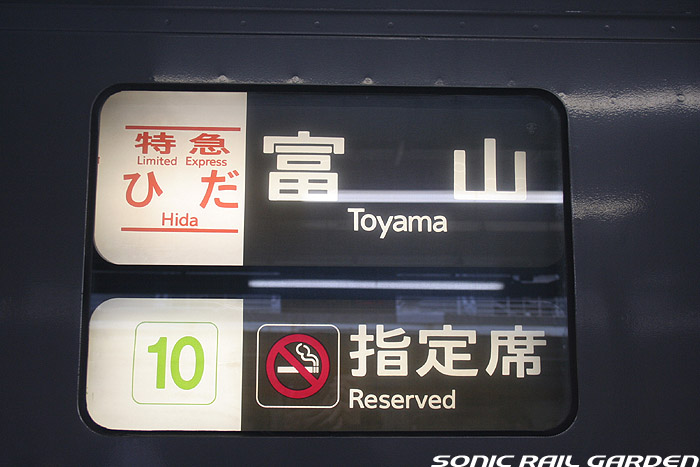 特急
Limited Express
ひだ
Hida
富山
Toyama
10
指定席
Reserved
SONIC RAIL GARDEN